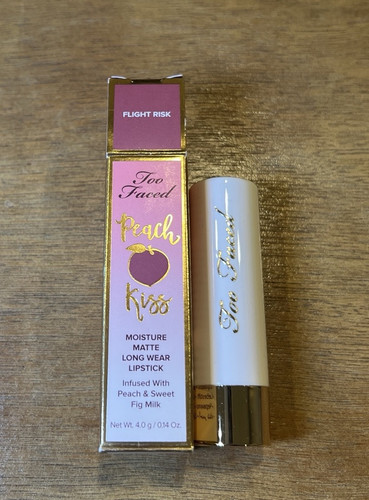 FLIGHT RISK
Too
Faced
Peach
Kiss
MOISTURE
MATTE
LONG WEAR
LIPSTICK
Infused With
Peach & Sweet
Fig Milk
Net Wt. 4.0 g / 0.14 Oz.
Too Faced